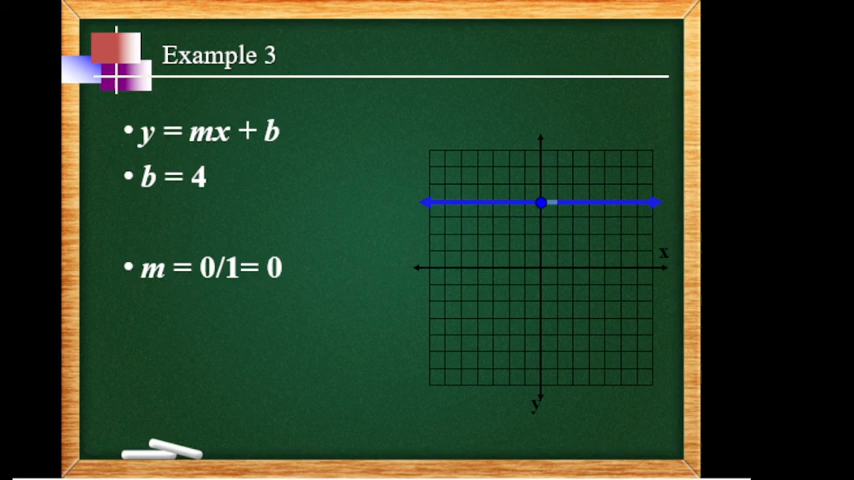 Example 3
• y = mx + b
• b = 4
• m = 0/1= 0
x
y